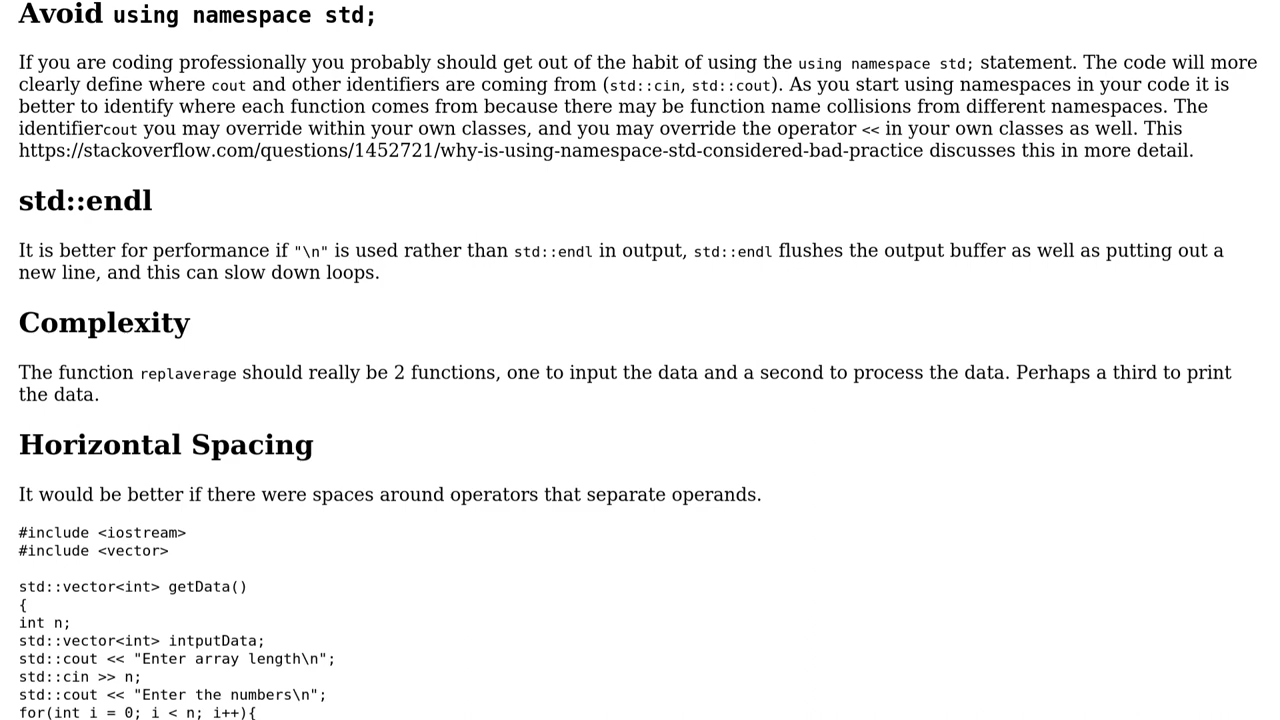 Avoid using namespace std;
If you are coding professionally you probably should get out of the habit of using the using namespace std; statement. The code will more
clearly define where cout and other identifiers are coming from (std::cin, std::cout). As you start using namespaces in your code it is
better to identify where each function comes from because there may be function name collisions from different namespaces. The
identifiercout you may override within your own classes, and you may override the operator << in your own classes as well. This
https://stackoverflow.com/questions/1452721/why-is-using-namespace-std-considered-bad-practice discusses this in more detail.
std::endl
It is better for performance if "\n" is used rather than std::endl in output, std::endl flushes the output buffer as well as putting out a
new line, and this can slow down loops.
Complexity
The function replaverage should really be 2 functions, one to input the data and a second to process the data. Perhaps a third to print
the data.
Horizontal Spacing
It would be better if there were spaces around operators that separate operands.
#include <iostream>
#include <vector>
std::vector<int> getData()
{
int n;
std::vector<int> intputData;
std::cout << "Enter array length\n";
std::cin >> n;
std::cout << "Enter the numbers\n";
for(int i = 0; i < n; i++){